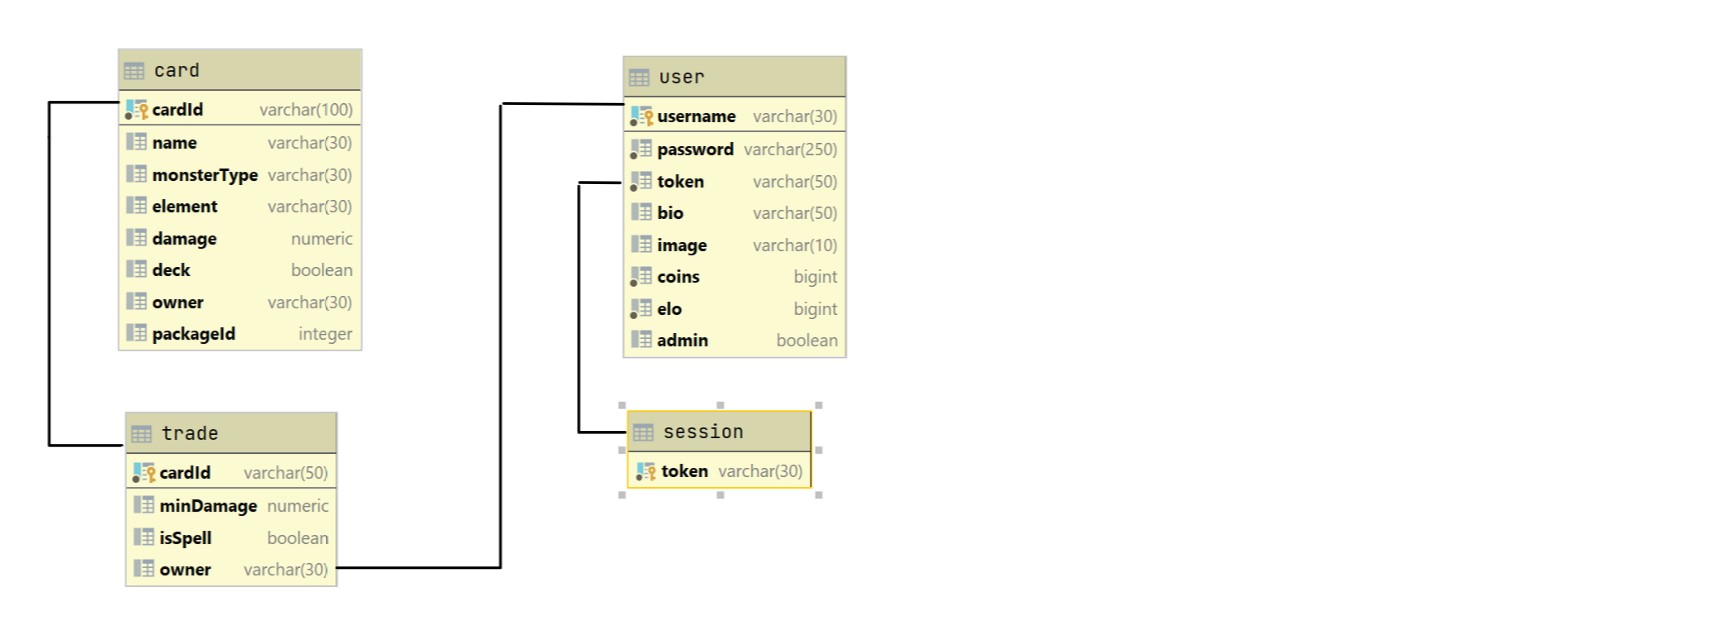 card
cardId varchar(100)
name varchar(30)
monsterType varchar(30)
element varchar(30)
damage numeric
deck boolean
owner varchar(30)
packageId integer
trade
cardId varchar(50)
minDamage numeric
isSpell boolean
owner varchar(30)
user
username varchar(30)
password varchar(250)
token varchar(50)
bio varchar(50)
image varchar(10)
coins bigint
elo bigint
admin boolean
session
token varchar(30)